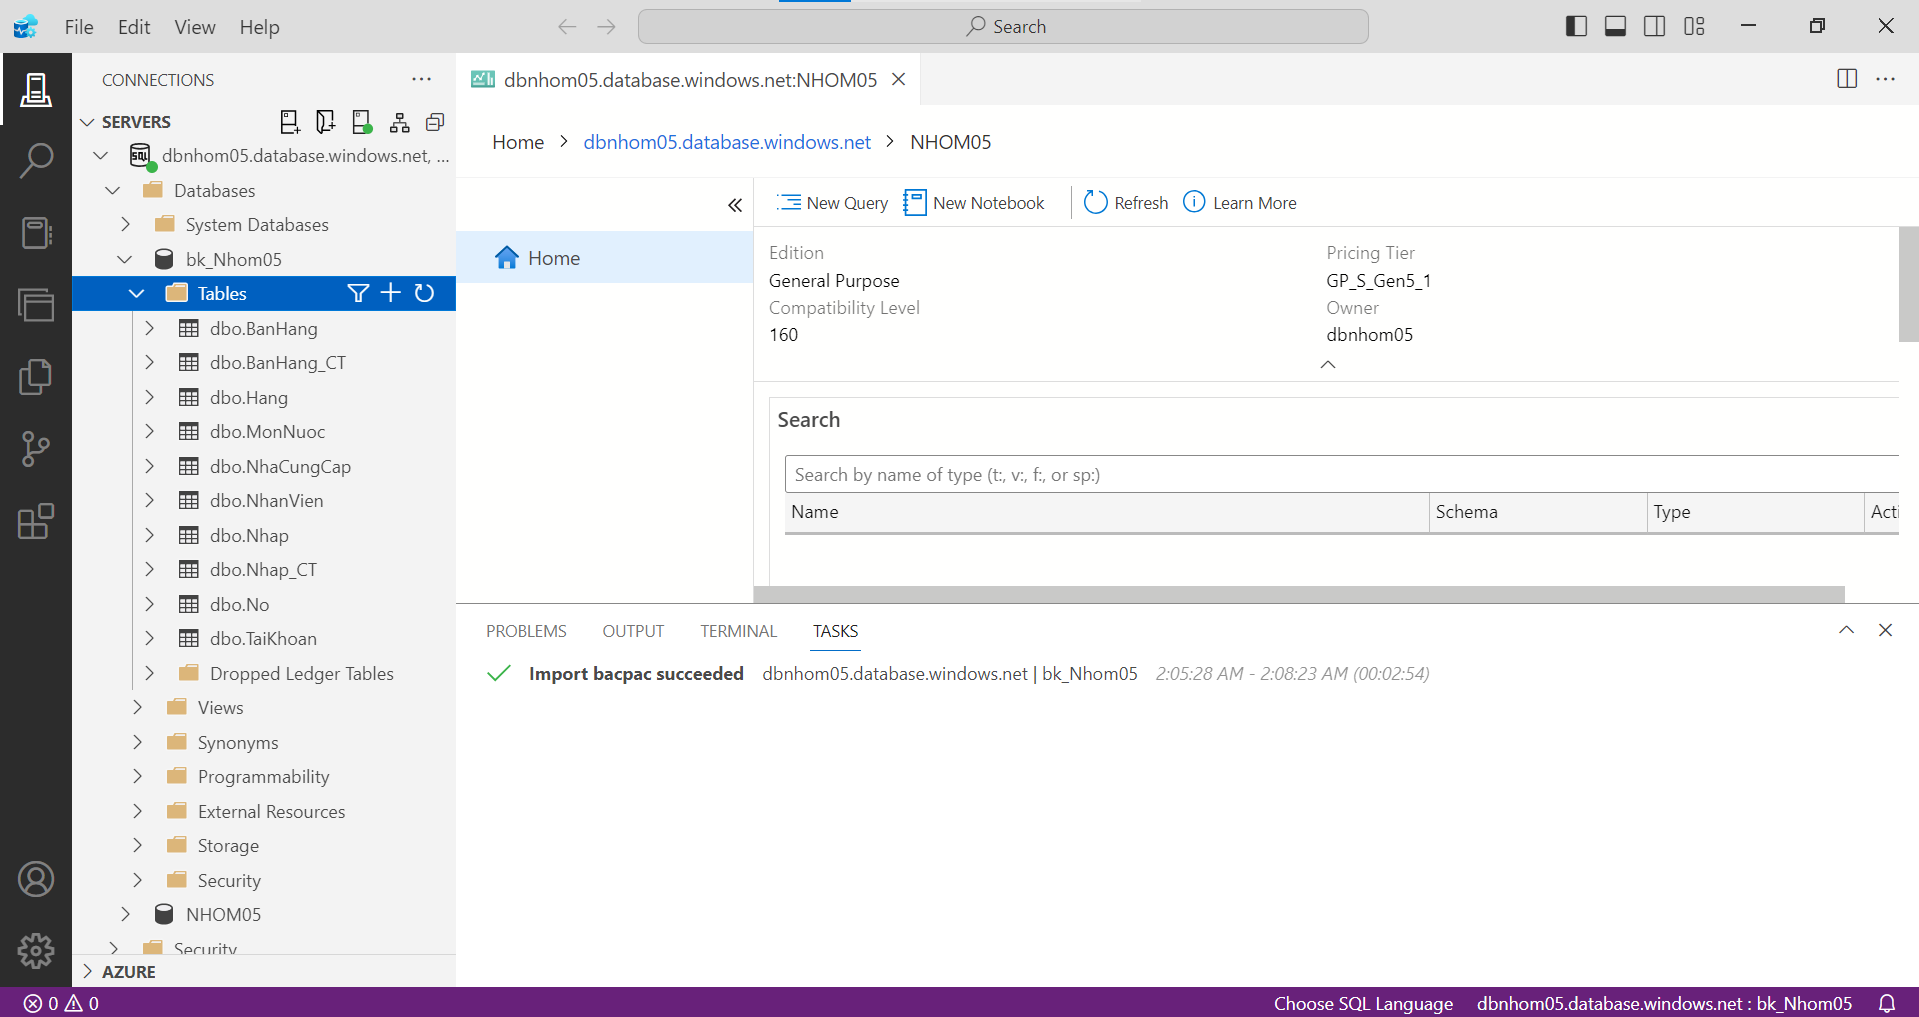 File Edit View Help
Search
CONNECTIONS
SERVERS
dbnhom05.database.windows.net, ...
Databases
System Databases
bk_Nhom05
Tables
dbo.BanHang
dbo.BanHang_CT
dbo.Hang
dbo.MonNuoc
dbo.NhaCungCap
dbo.NhanVien
dbo.Nhap
dbo.Nhap_CT
dbo.No
dbo.TaiKhoan
Dropped Ledger Tables
Views
Synonyms
Programmability
External Resources
Storage
Security
NHOM05
Security
AZURE
dbnhom05.database.windows.net:NHOM05
Home > dbnhom05.database.windows.net > NHOM05
Home
New Query New Notebook Refresh Learn More
Edition
General Purpose
Compatibility Level
160
Pricing Tier
GP_S_Gen5_1
Owner
dbnhom05
Search
Search by name of type (t:, v:, f:, or sp:)
Name Schema Type Acti
PROBLEMS OUTPUT TERMINAL TASKS
Import bacpac succeeded dbnhom05.database.windows.net | bk_Nhom05 2:05:28 AM - 2:08:23 AM (00:02:54)
0 0 Choose SQL Language dbnhom05.database.windows.net : bk_Nhom05